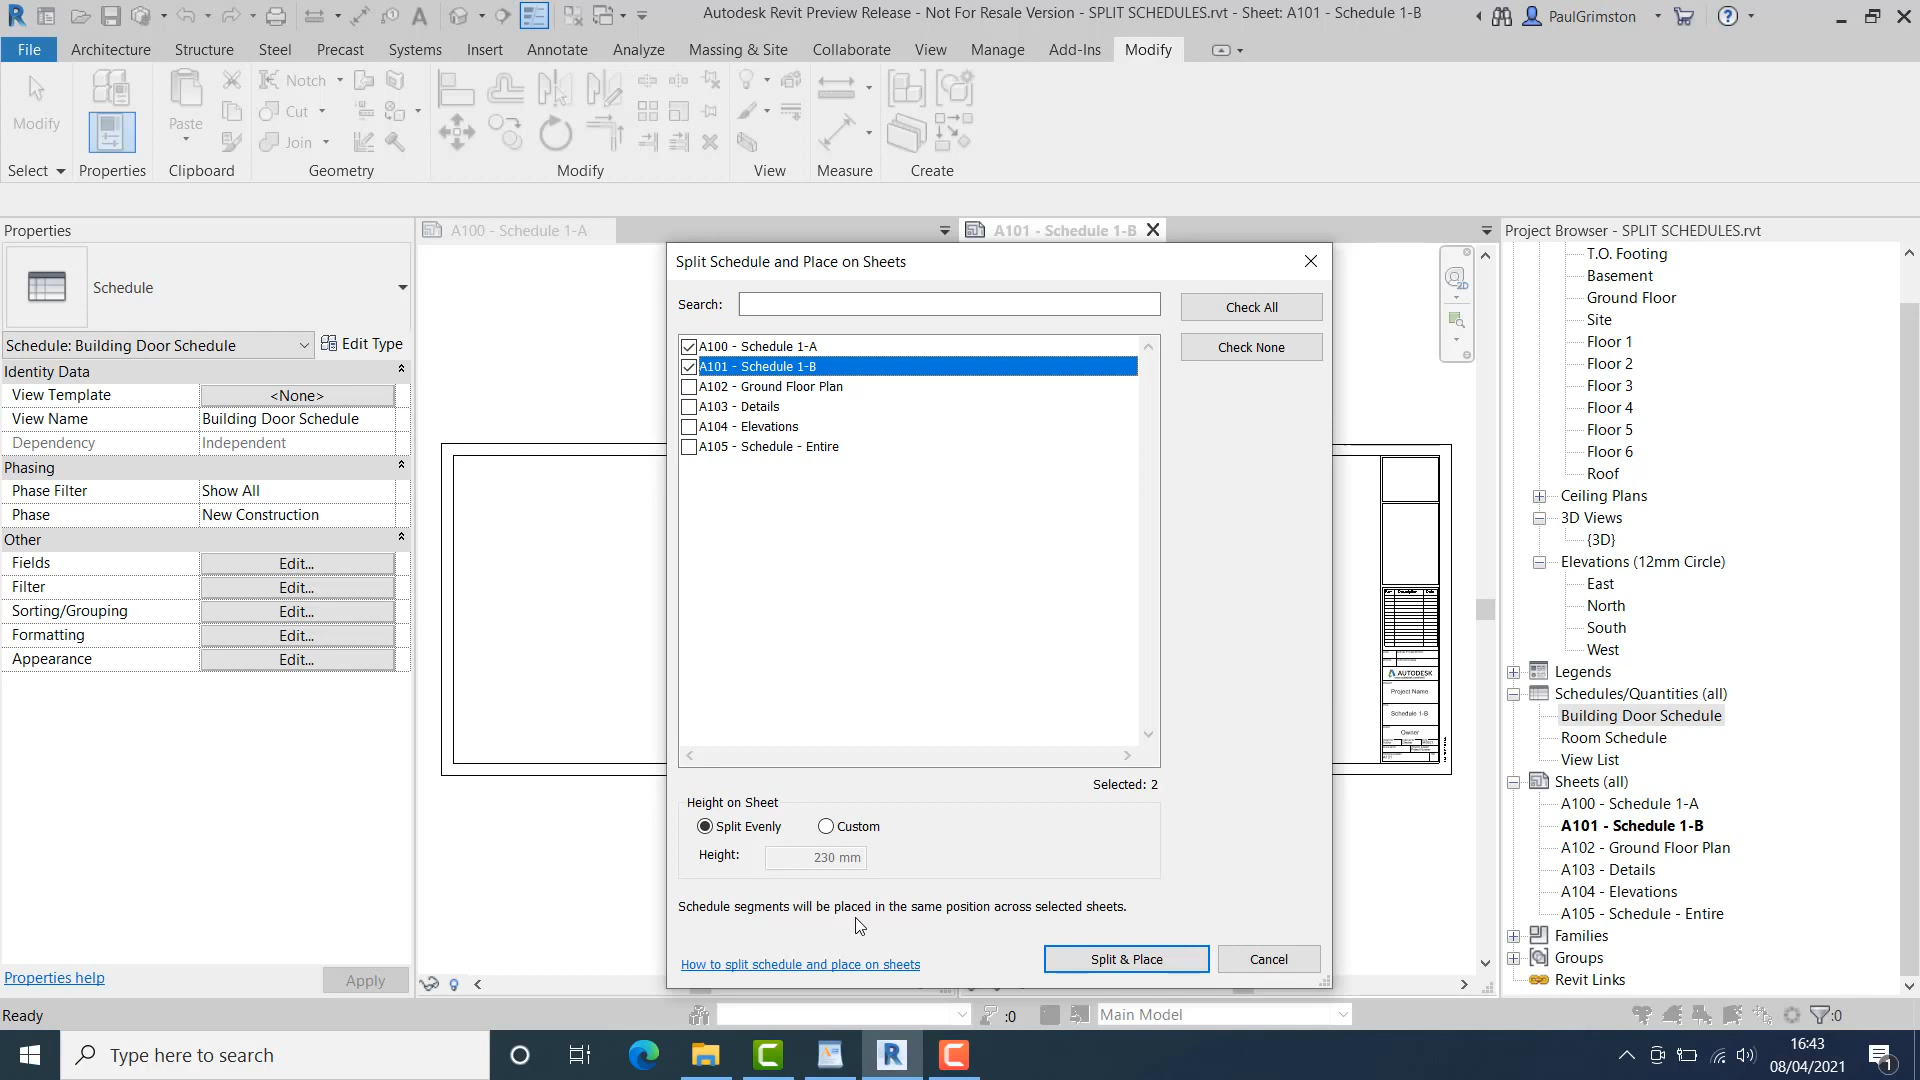 Autodesk Revit Preview Release - Not For Resale Version - SPLIT SCHEDULES.rvt - Sheet: A101 - Schedule 1-B
PaulGrimston
File Architecture Structure Steel Precast Systems Insert Annotate Analyze Massing & Site Collaborate View Manage Add-Ins Modify
Modify
Paste
Notch
Cut
Join
Select Properties Clipboard Geometry Modify View Measure Create
Properties
Schedule
Schedule: Building Door Schedule Edit Type
Identity Data
View Template <None>
View Name Building Door Schedule
Dependency Independent
Phasing
Phase Filter Show All
Phase New Construction
Other
Fields Edit...
Filter Edit...
Sorting/Grouping Edit...
Formatting Edit...
Appearance Edit...
Properties help Apply
A100 - Schedule 1-A
A101 - Schedule 1-B
Split Schedule and Place on Sheets
Search:
Check All
Check None
A100 - Schedule 1-A
A101 - Schedule 1-B
A102 - Ground Floor Plan
A103 - Details
A104 - Elevations
A105 - Schedule - Entire
Selected: 2
Height on Sheet
Split Evenly Custom
Height: 230 mm
Schedule segments will be placed in the same position across selected sheets.
How to split schedule and place on sheets
Split & Place Cancel
AUTODESK
Project Name
Schedule 1-B
Owner
2D
Project Browser - SPLIT SCHEDULES.rvt
T.O. Footing
Basement
Ground Floor
Site
Floor 1
Floor 2
Floor 3
Floor 4
Floor 5
Floor 6
Roof
Ceiling Plans
3D Views
{3D}
Elevations (12mm Circle)
East
North
South
West
Legends
Schedules/Quantities (all)
Building Door Schedule
Room Schedule
View List
Sheets (all)
A100 - Schedule 1-A
A101 - Schedule 1-B
A102 - Ground Floor Plan
A103 - Details
A104 - Elevations
A105 - Schedule - Entire
Families
Groups
Revit Links
Ready
:0
Main Model
:0
Type here to search
16:43
08/04/2021
1